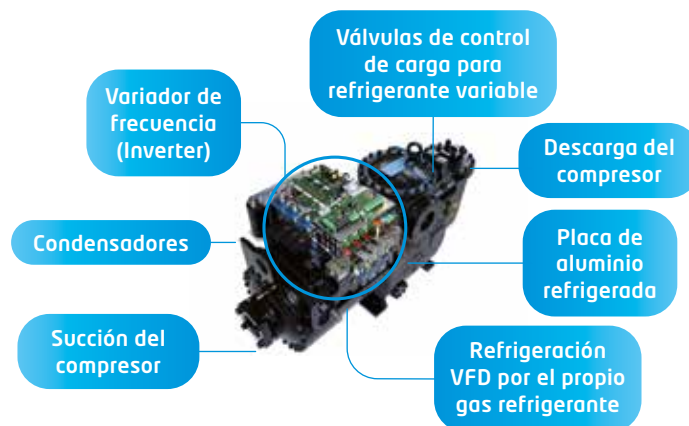 Válvulas de control
de carga para
refrigerante variable
Variador de
frecuencia
(Inverter)
Descarga del
compresor
Condensadores
Placa de
aluminio
refrigerada
Succión del
compresor
Refrigeración
VFD por el propio
gas refrigerante